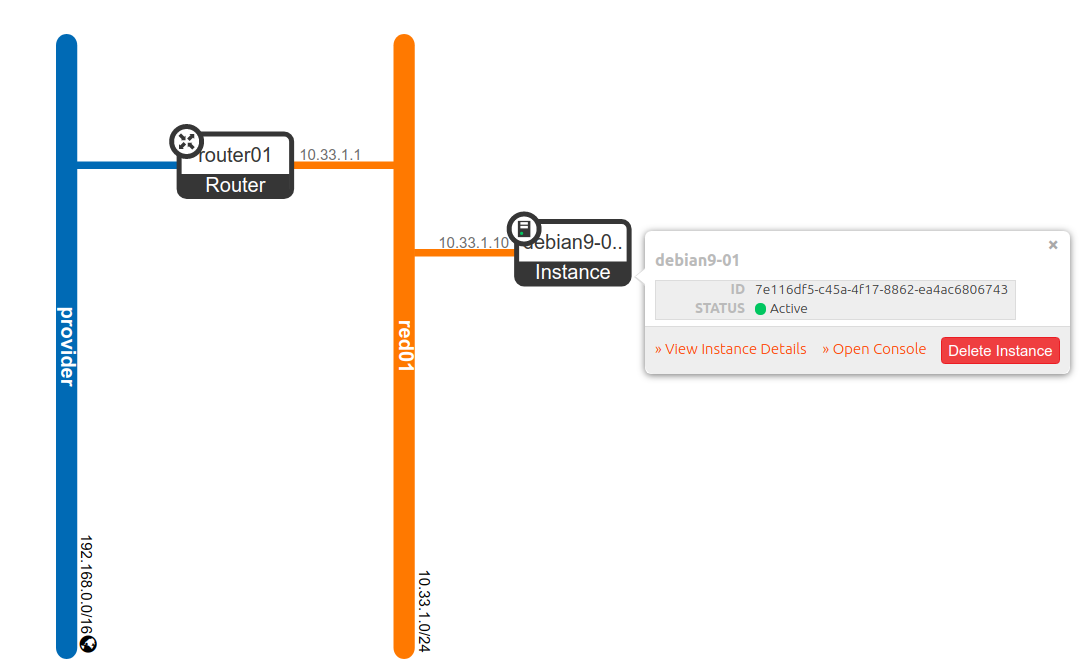 router01
Router
10.33.1.1
10.33.1.10
debian9-0..
Instance
debian9-01
ID 7e116df5-c45a-4f17-8862-ea4ac6806743
STATUS Active
» View Instance Details » Open Console Delete Instance
provider
192.168.0.0/16
red01
10.33.1.0/24